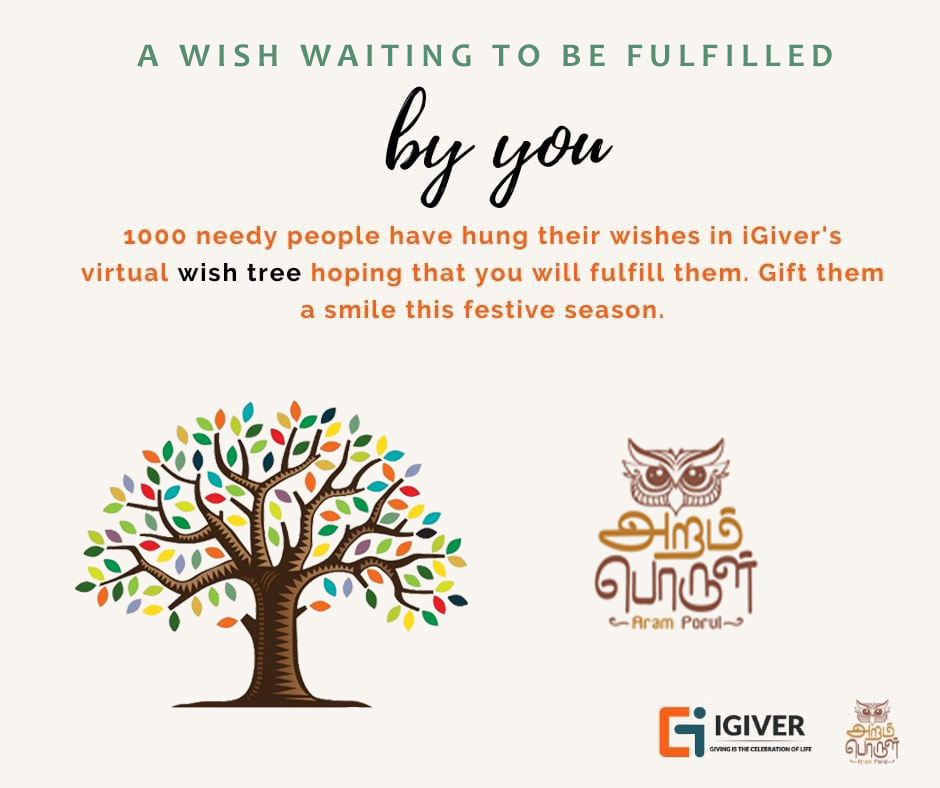 A WISH WAITING TO BE FULFILLED
by you
1000 needy people have hung their wishes in iGiver's
virtual wish tree hoping that you will fulfill them. Gift them
a smile this festive season.
அறம்
பொருள்
Aram Porul
IGIVER
GIVING IS THE CELEBRATION OF LIFE
அறம்
பொருள்
Aram Porul